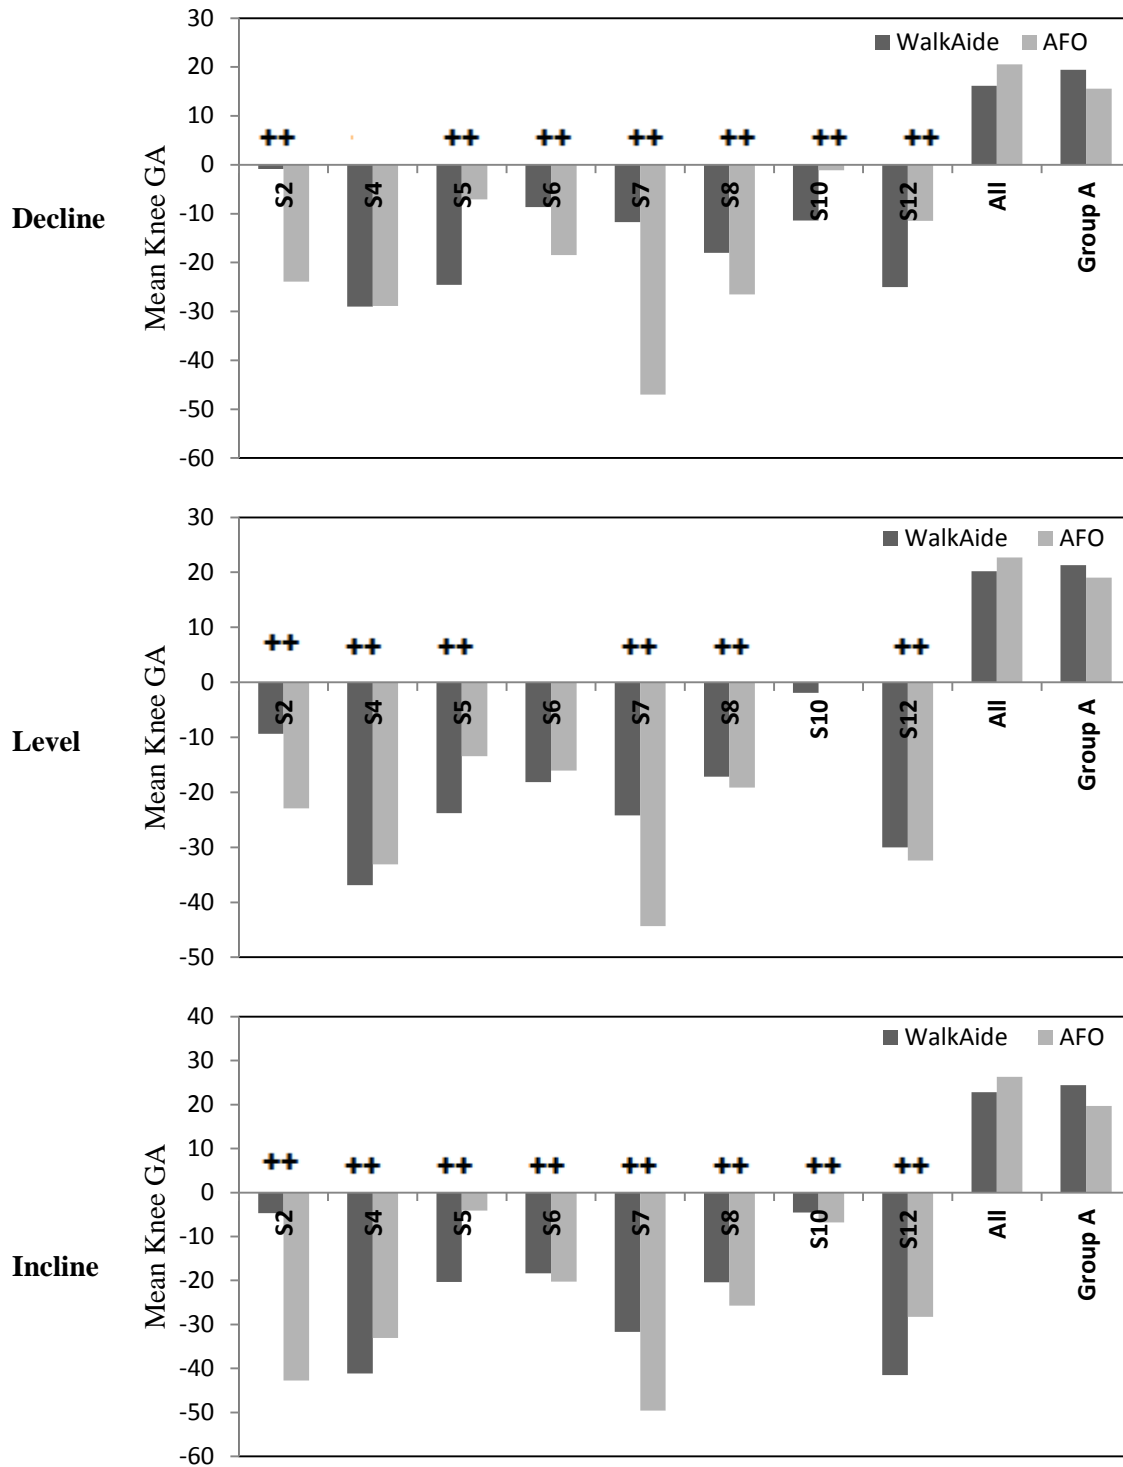 30
WalkAide AFO
20
10
++ ++ ++ ++ ++ ++ ++
0
Decline
Mean Knee GA
S2 S4 S5 S6 S7 S8 S10 S12 All Group A
-10
-20
-30
-40
-50
-60
30
WalkAide AFO
20
10
++ ++ ++ ++ ++ ++
0
Level
Mean Knee GA
S2 S4 S5 S6 S7 S8 S10 S12 All Group A
-10
-20
-30
-40
-50
40
WalkAide AFO
30
20
10
++ ++ ++ ++ ++ ++ ++ ++
0
Incline
Mean Knee GA
S2 S4 S5 S6 S7 S8 S10 S12 All Group A
-10
-20
-30
-40
-50
-60